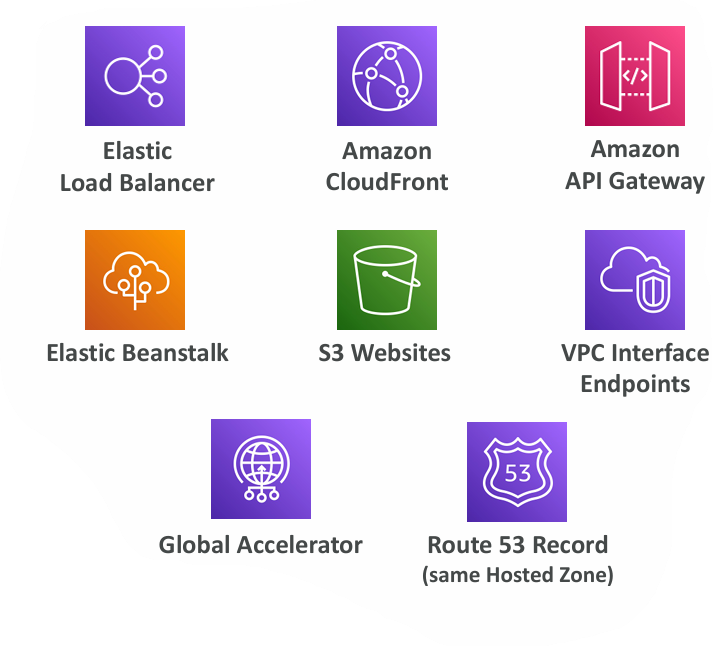 Elastic
Load Balancer
Amazon
CloudFront
</>
Amazon
API Gateway
Elastic Beanstalk
S3 Websites
VPC Interface
Endpoints
Global Accelerator
53
Route 53 Record
(same Hosted Zone)